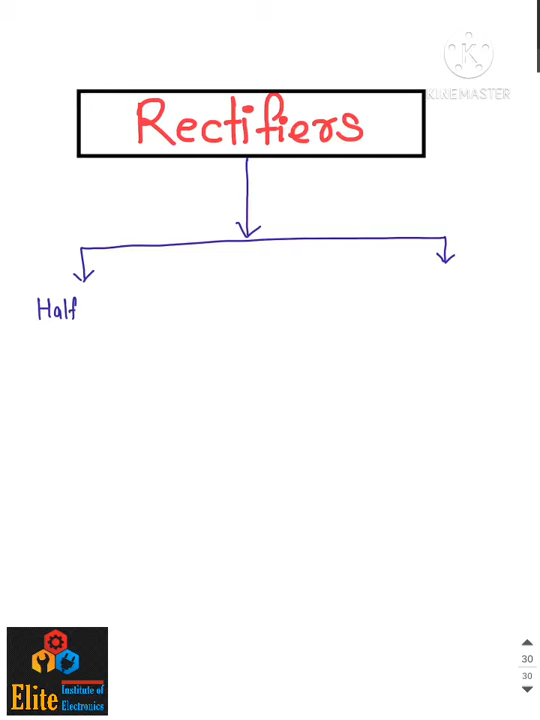 KINEMASTER
Rectifiers
Half
30
30
Elite Institute of
Electronics